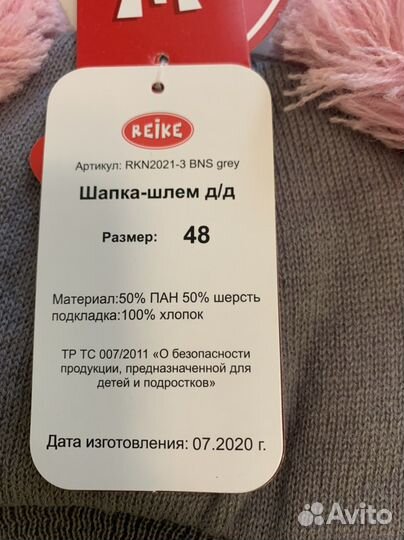 REIKE
Артикул: RKN2021-3 BNS grey
Шапка-шлем д/д
Размер: 48
Материал:50% ПАН 50% шерсть
подкладка:100% хлопок
ТР ТС 007/2011 «О безопасности
продукции, предназначенной для
детей и подростков»
Дата изготовления: 07.2020 г.
Avito